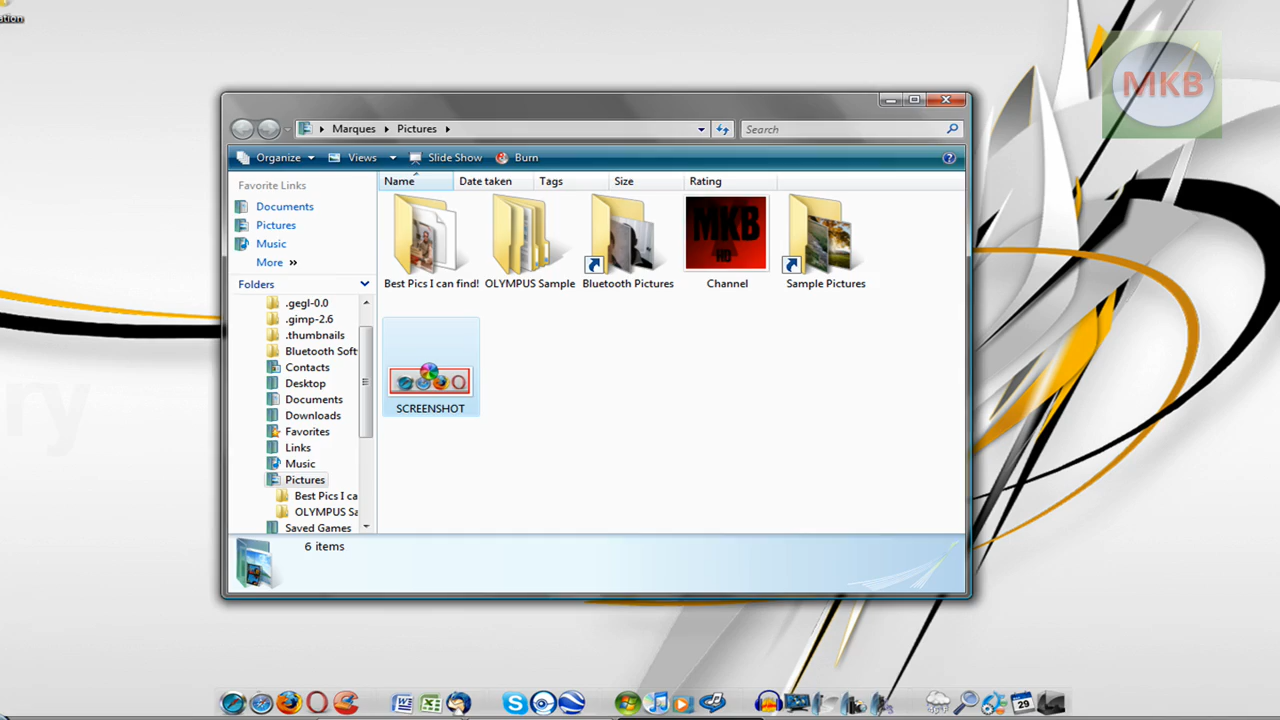 ation
MKB
Marques
Pictures
Search
Organize
Views
Slide Show
Burn
Favorite Links
Documents
Pictures
Music
More »
Folders
.gegl-0.0
.gimp-2.6
.thumbnails
Bluetooth Soft
Contacts
Desktop
Documents
Downloads
Favorites
Links
Music
Pictures
Best Pics I ca
OLYMPUS Sa
Saved Games
Name
Date taken
Tags
Size
Rating
MKB
HD
Best Pics I can find!
OLYMPUS Sample
Bluetooth Pictures
Channel
Sample Pictures
SCREENSHOT
6 items
ry
29